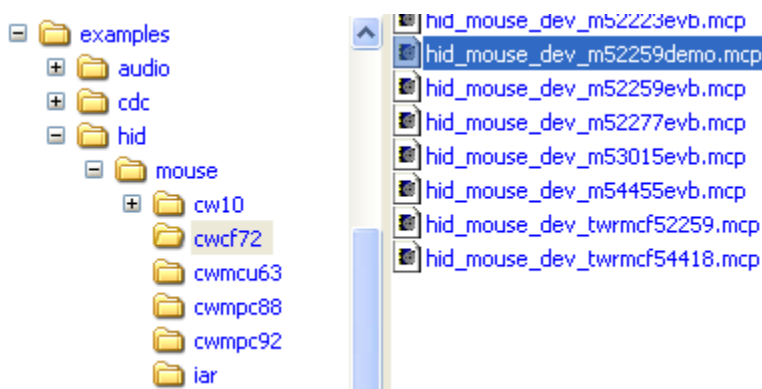 examples
audio
cdc
hid
mouse
cw10
cwcf72
cwmcu63
cwmpc88
cwmpc92
iar
hid_mouse_dev_m52223evb.mcp
hid_mouse_dev_m52259demo.mcp
hid_mouse_dev_m52259evb.mcp
hid_mouse_dev_m52277evb.mcp
hid_mouse_dev_m53015evb.mcp
hid_mouse_dev_m54455evb.mcp
hid_mouse_dev_twrmcf52259.mcp
hid_mouse_dev_twrmcf54418.mcp